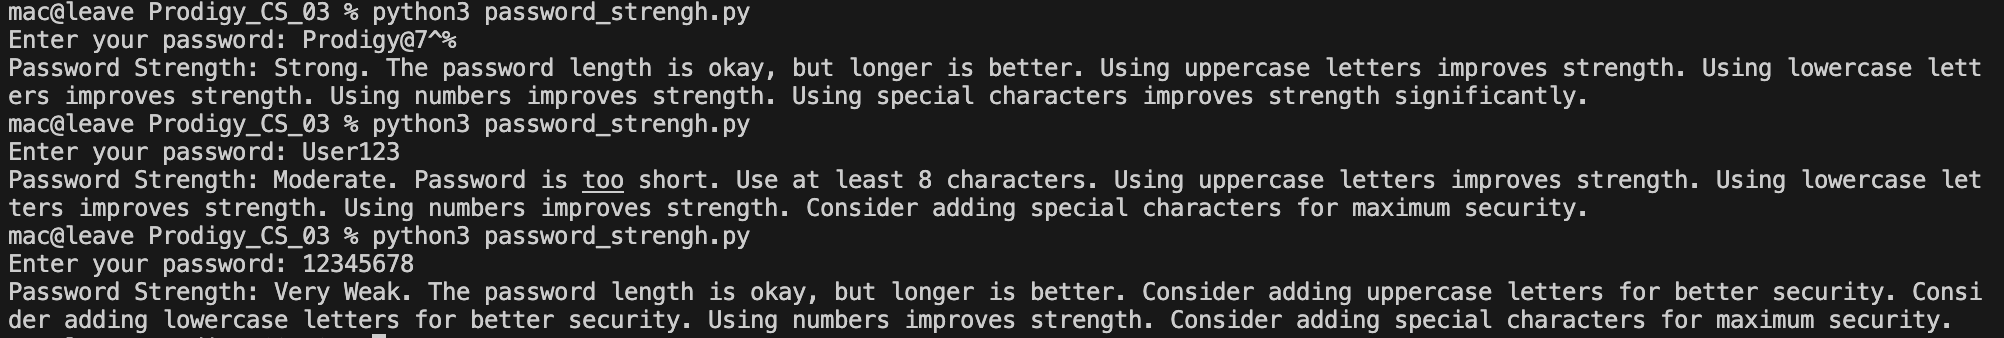 mac@leave Prodigy_CS_03 % python3 password_strengh.py
Enter your password: Prodigy@7^%
Password Strength: Strong. The password length is okay, but longer is better. Using uppercase letters improves strength. Using lowercase lett
ers improves strength. Using numbers improves strength. Using special characters improves strength significantly.
mac@leave Prodigy_CS_03 % python3 password_strengh.py
Enter your password: User123
Password Strength: Moderate. Password is too short. Use at least 8 characters. Using uppercase letters improves strength. Using lowercase let
ters improves strength. Using numbers improves strength. Consider adding special characters for maximum security.
mac@leave Prodigy_CS_03 % python3 password_strengh.py
Enter your password: 12345678
Password Strength: Very Weak. The password length is okay, but longer is better. Consider adding uppercase letters for better security. Consi
der adding lowercase letters for better security. Using numbers improves strength. Consider adding special characters for maximum security.